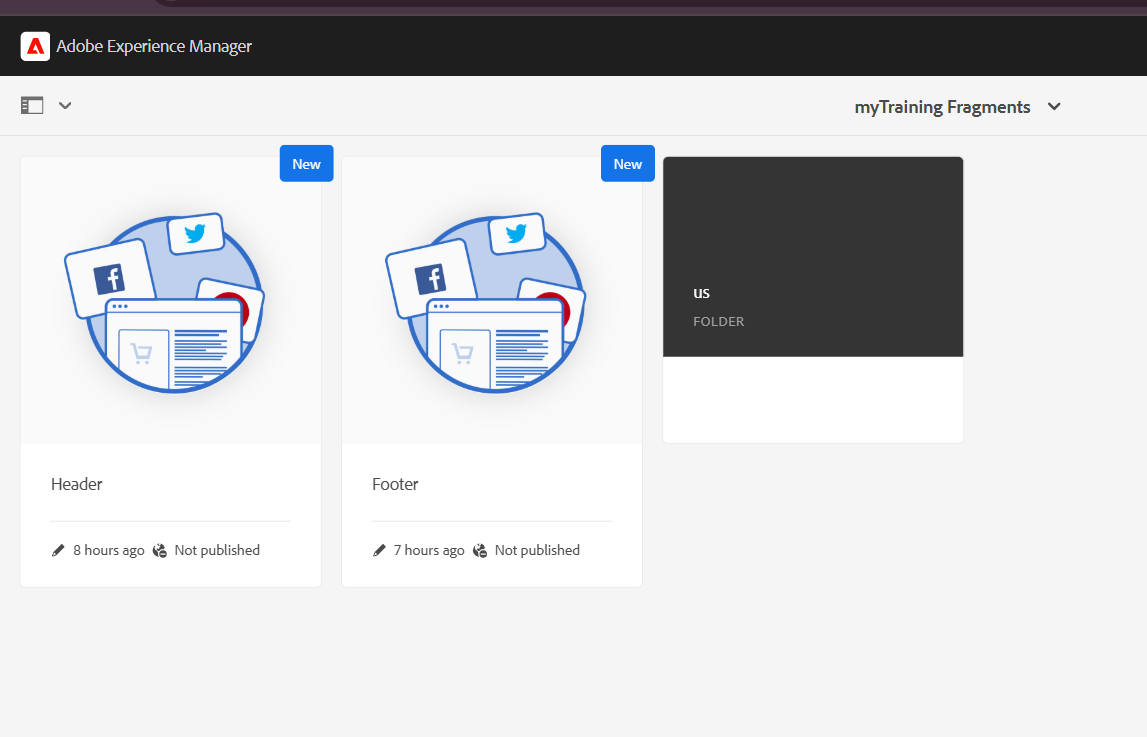 Adobe Experience Manager
myTraining Fragments
New
New
us
FOLDER
Header
Footer
8 hours ago Not published
7 hours ago Not published